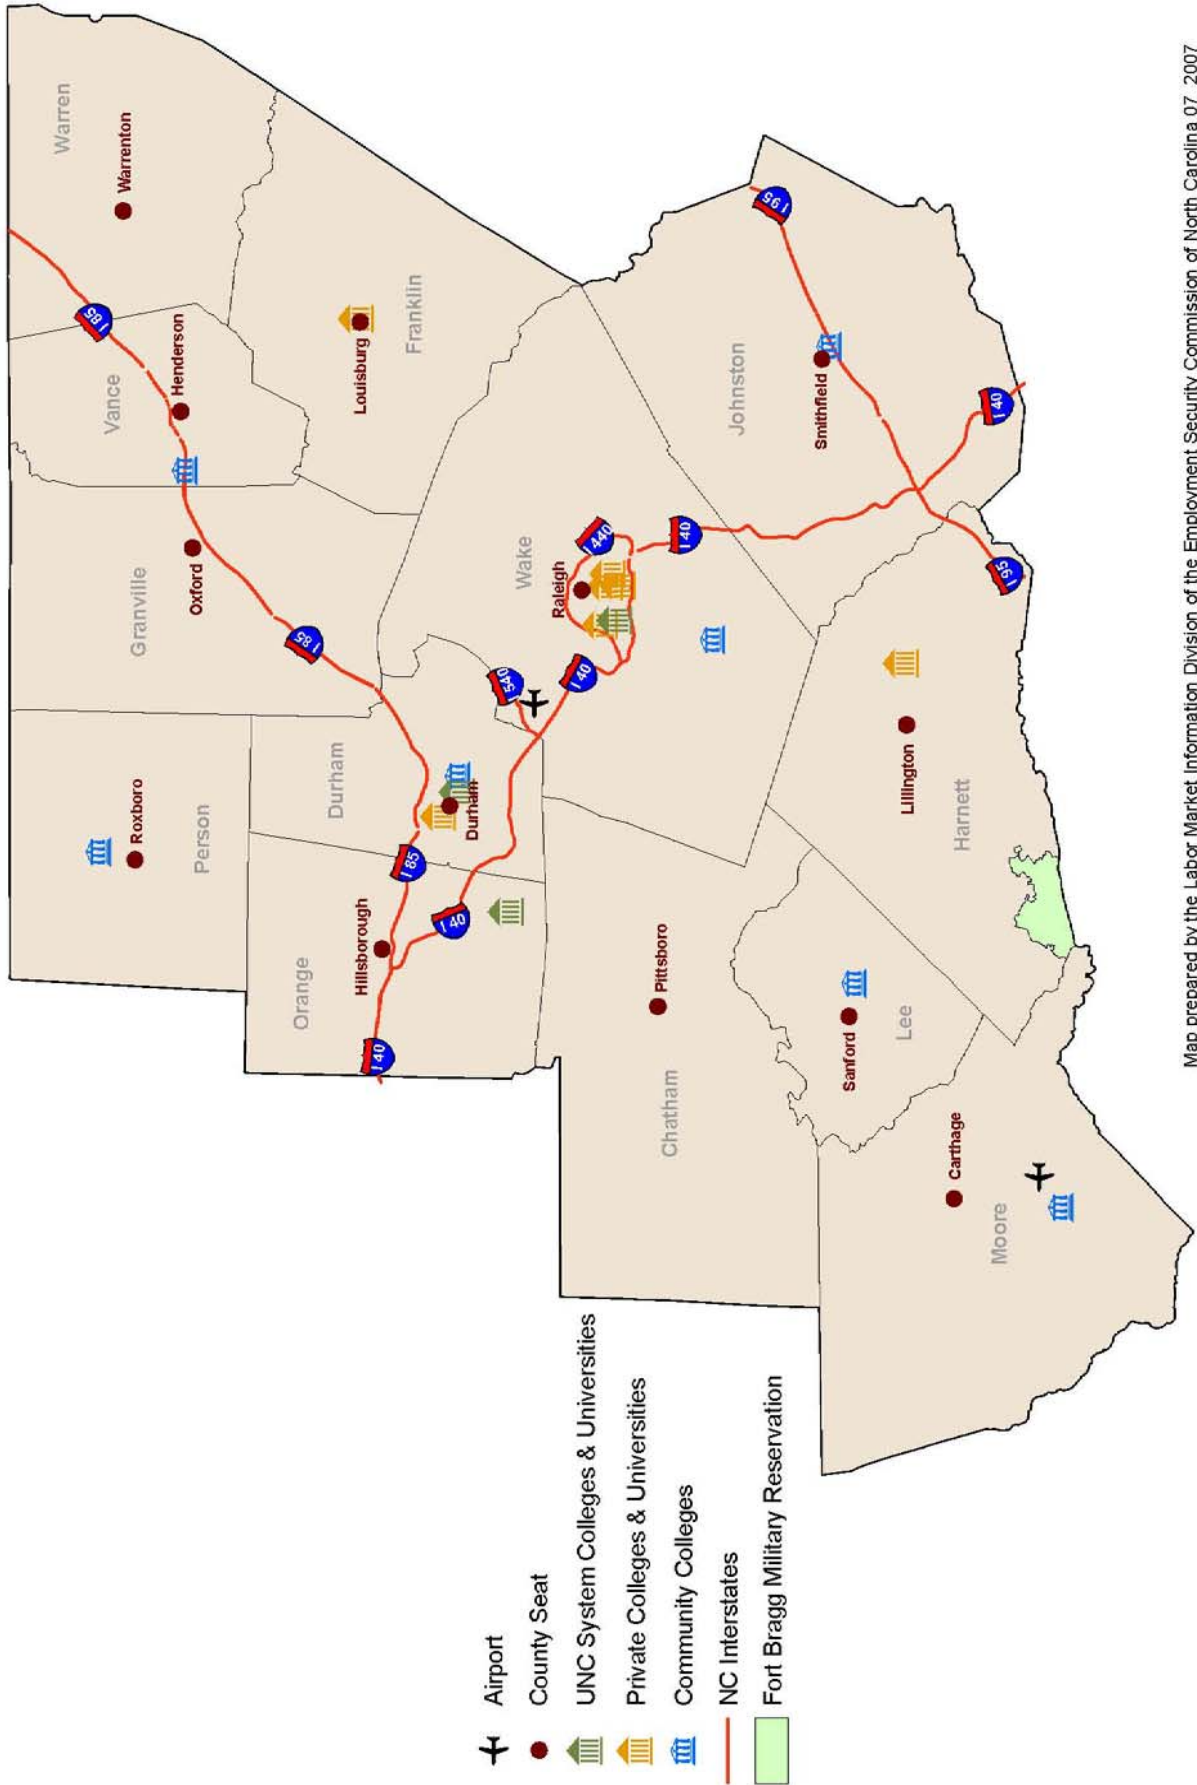 Warren
Warrenton
I 85
Vance
Henderson
Louisburg
Franklin
Granville
Oxford
I 85
Person
Roxboro
Durham
Durham
I 85
Orange
Hillsborough
I 40
I 40
Wake
Raleigh
I 440
I 540
I 40
I 40
Johnston
Smithfield
I 95
I 40
I 95
Chatham
Pittsboro
Lee
Sanford
Harnett
Lillington
Moore
Carthage
Airport
County Seat
UNC System Colleges & Universities
Private Colleges & Universities
Community Colleges
NC Interstates
Fort Bragg Military Reservation
Map prepared by the Labor Market Information Division of the Employment Security Commission of North Carolina 07_2007